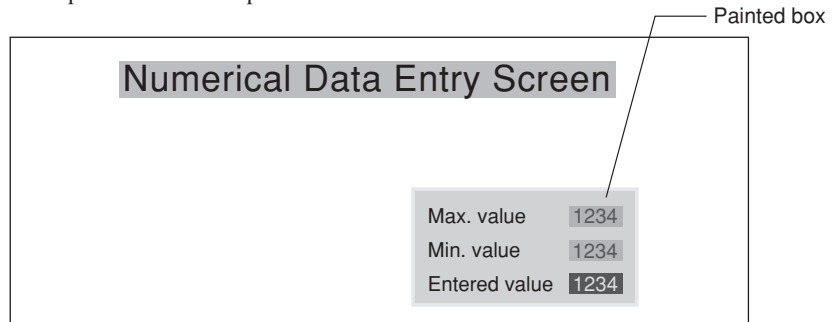 Painted box
Numerical Data Entry Screen
Max. value 1234
Min. value 1234
Entered value 1234